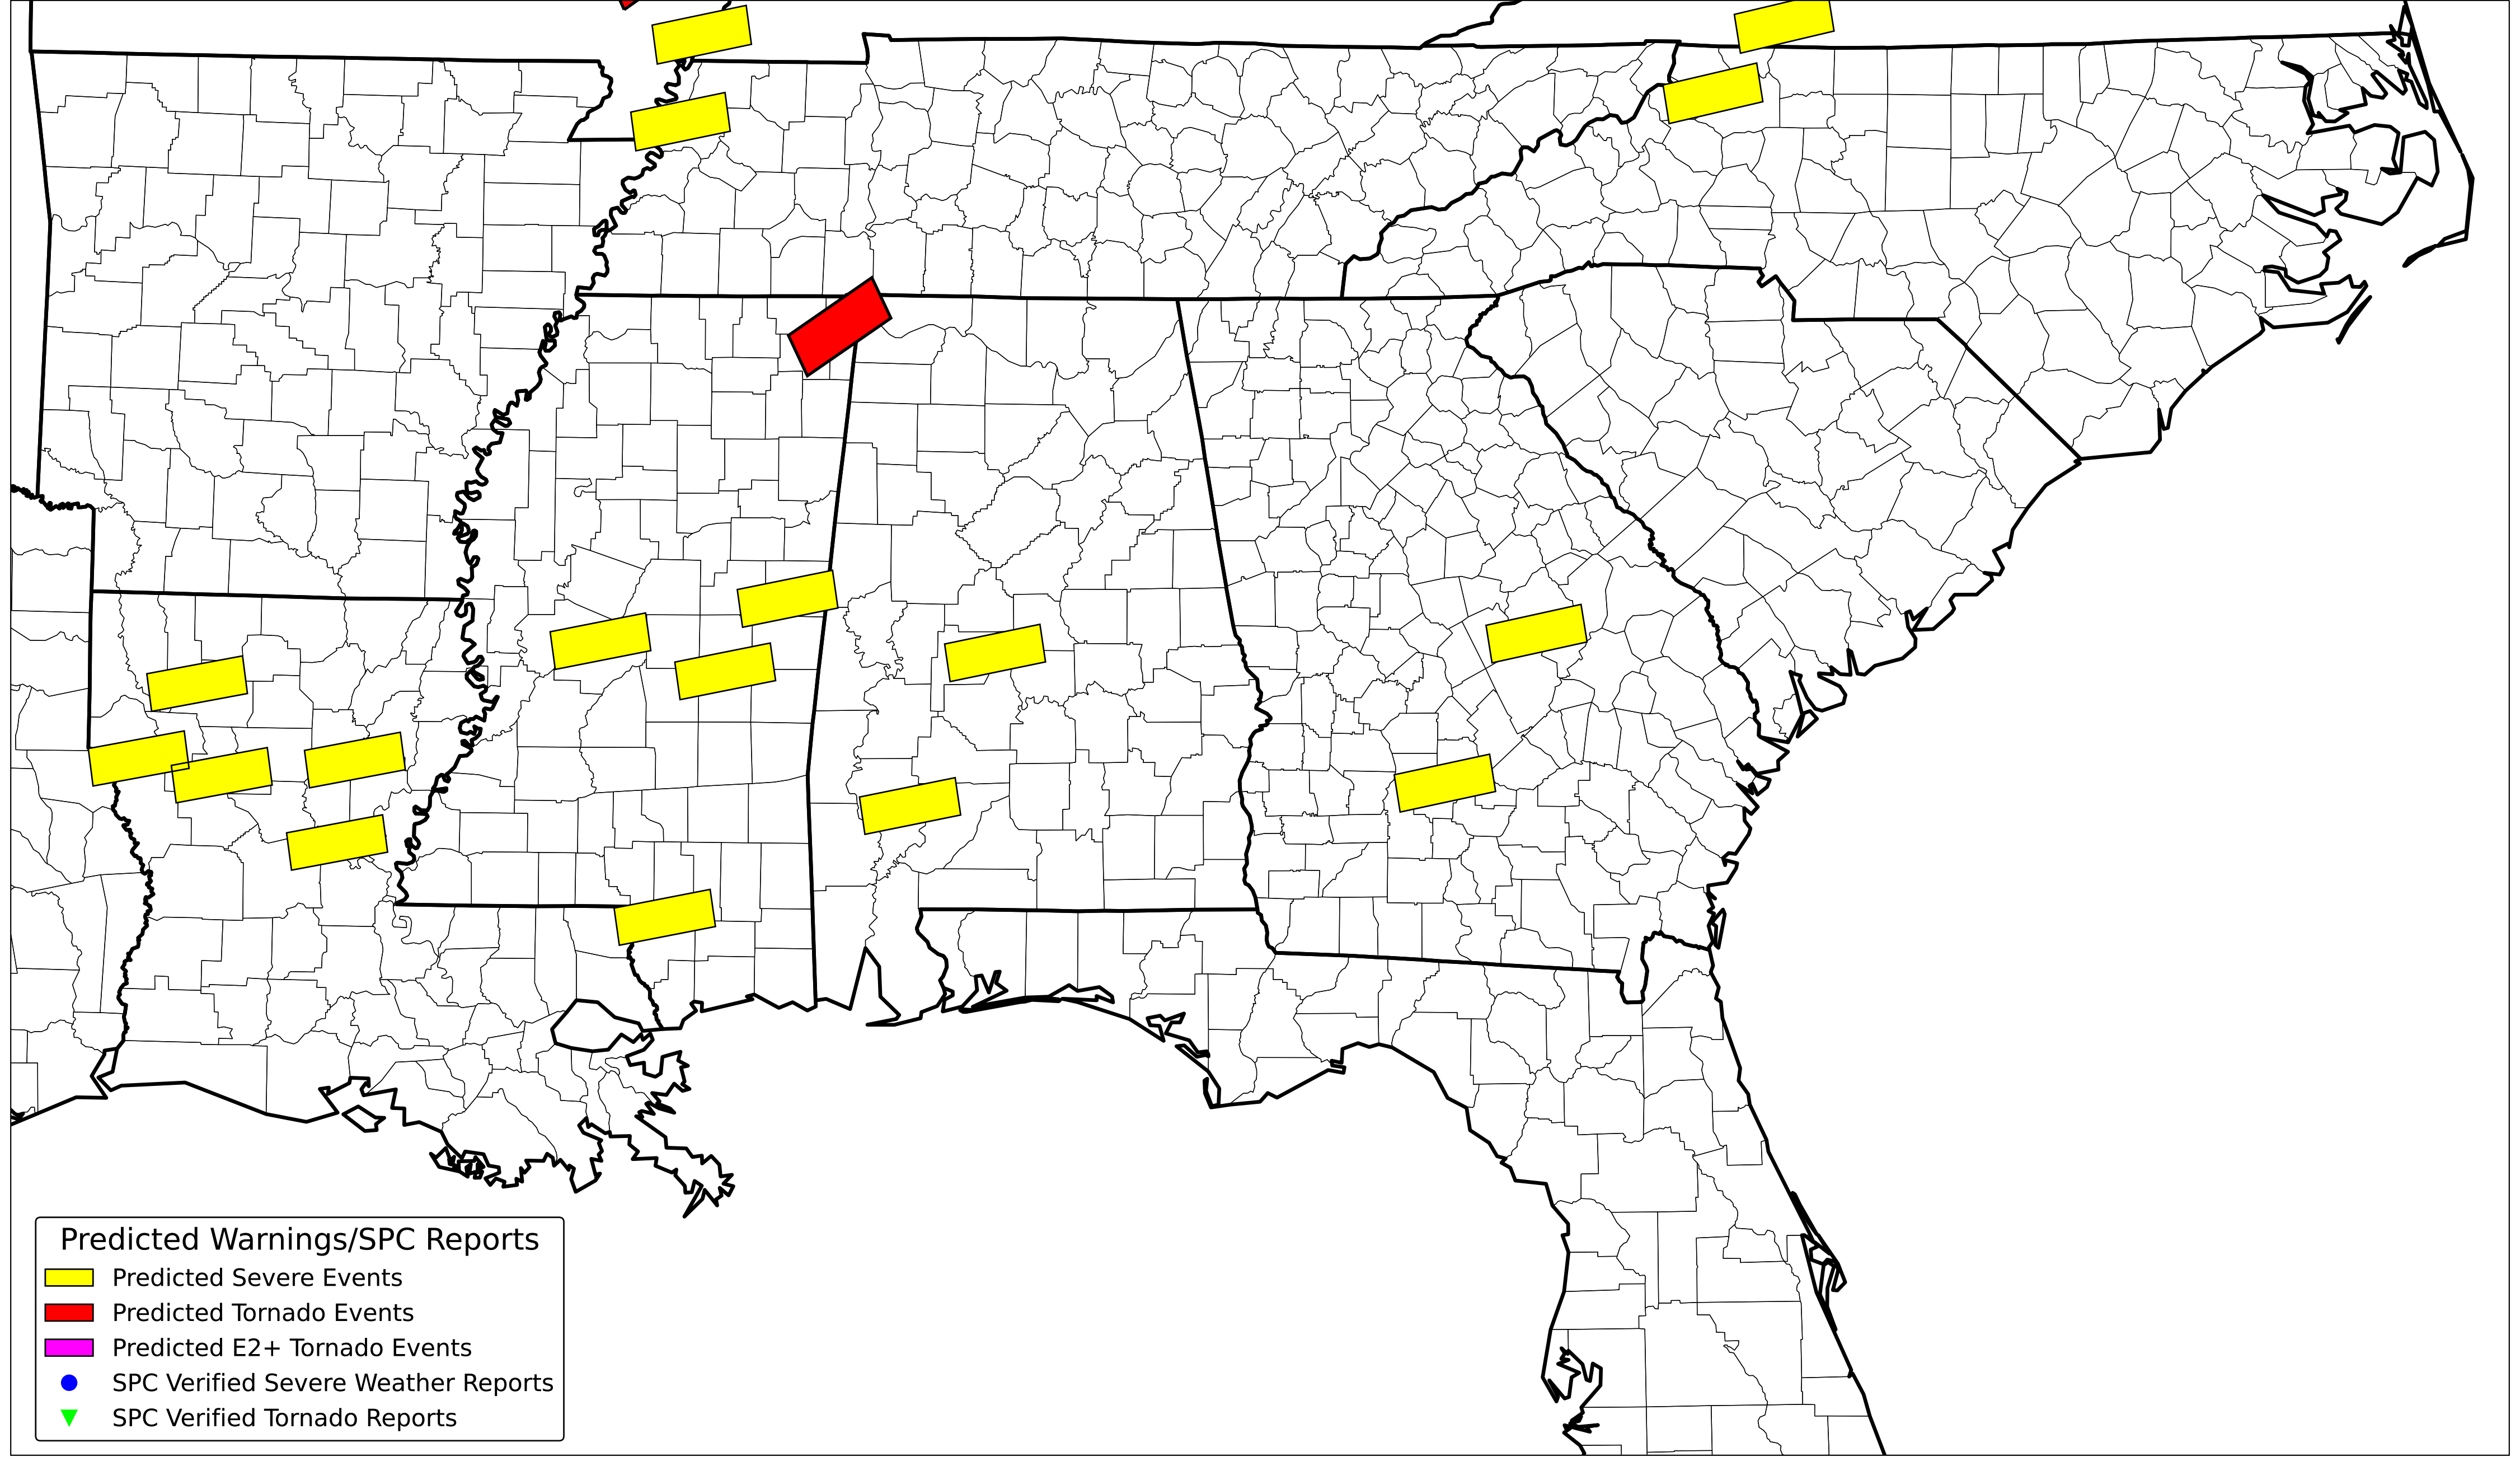 Predicted Warnings/SPC Reports
Predicted Severe Events
Predicted Tornado Events
Predicted E2+ Tornado Events
SPC Verified Severe Weather Reports
SPC Verified Tornado Reports